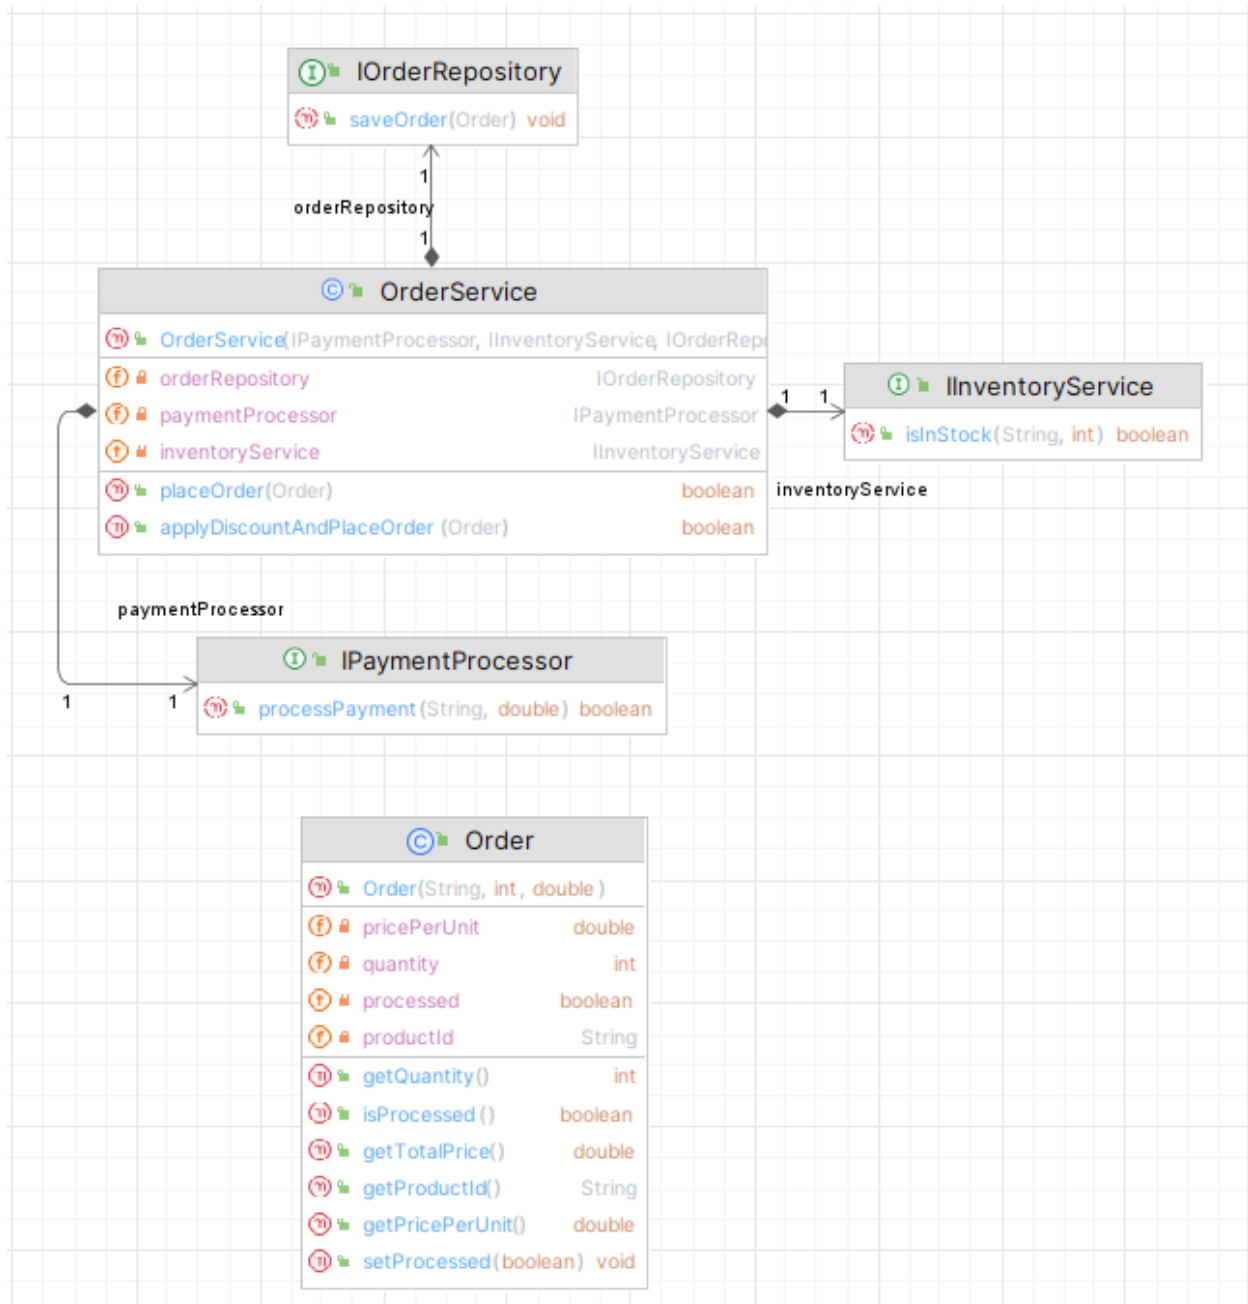 IOrderRepository
saveOrder(Order) void
1
orderRepository
1
OrderService
OrderService(IPaymentProcessor, IInventoryService, IOrderRepo
orderRepository IOrderRepository
paymentProcessor IPaymentProcessor
inventoryService IInventoryService
placeOrder(Order) boolean
applyDiscountAndPlaceOrder (Order) boolean
1 1
IInventoryService
isInStock(String, int) boolean
inventoryService
paymentProcessor
1 1
IPaymentProcessor
processPayment(String, double) boolean
Order
Order(String, int, double)
pricePerUnit double
quantity int
processed boolean
productId String
getQuantity() int
isProcessed () boolean
getTotalPrice() double
getProductId() String
getPricePerUnit() double
setProcessed(boolean) void